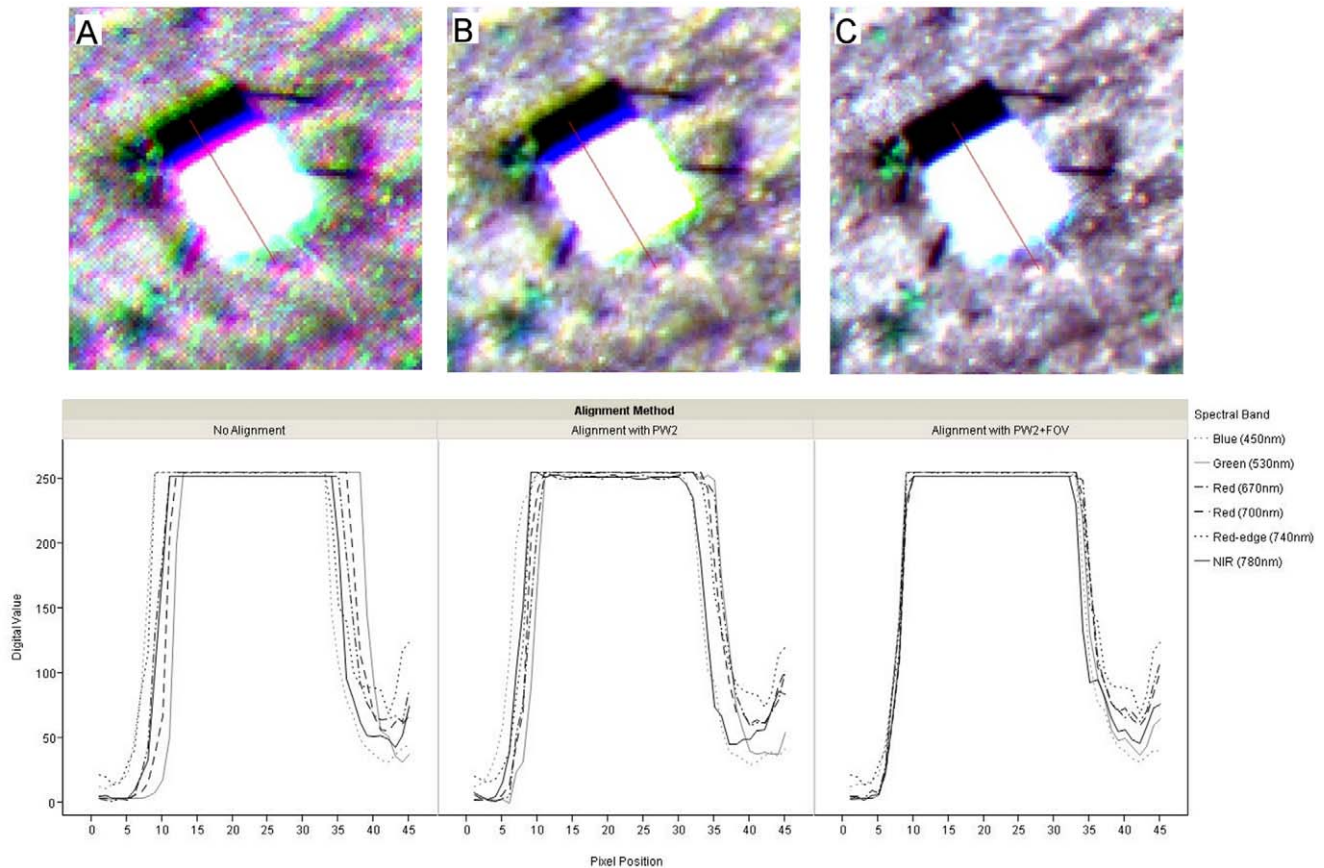 A B C
Alignment Method
No Alignment Alignment with PW2 Alignment with PW2+FOV
Spectral Band
Blue (450nm)
Green (530nm)
Red (670nm)
Red (700nm)
Red-edge (740nm)
NIR (780nm)
Digital Value
250
200
150
100
50
0
0 5 10 15 20 25 30 35 40 45 0 5 10 15 20 25 30 35 40 45 0 5 10 15 20 25 30 35 40 45
Pixel Position